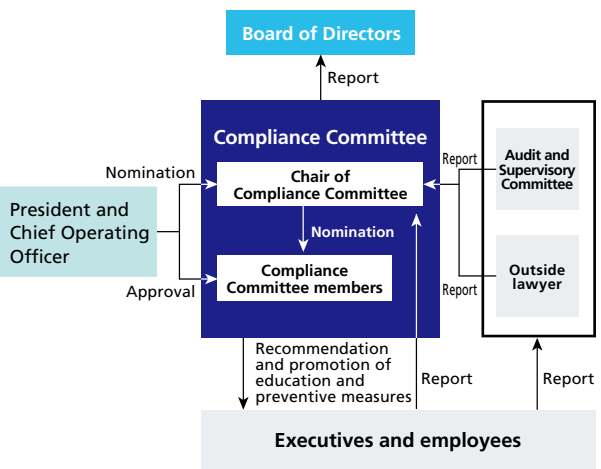 Board of Directors
Report
Compliance Committee
Nomination
Chair of
Compliance Committee
Report
Audit and
Supervisory
Committee
President and
Chief Operating
Officer
Nomination
Approval
Compliance
Committee members
Report
Outside
lawyer
Recommendation
and promotion of
education and
preventive measures
Report
Report
Executives and employees